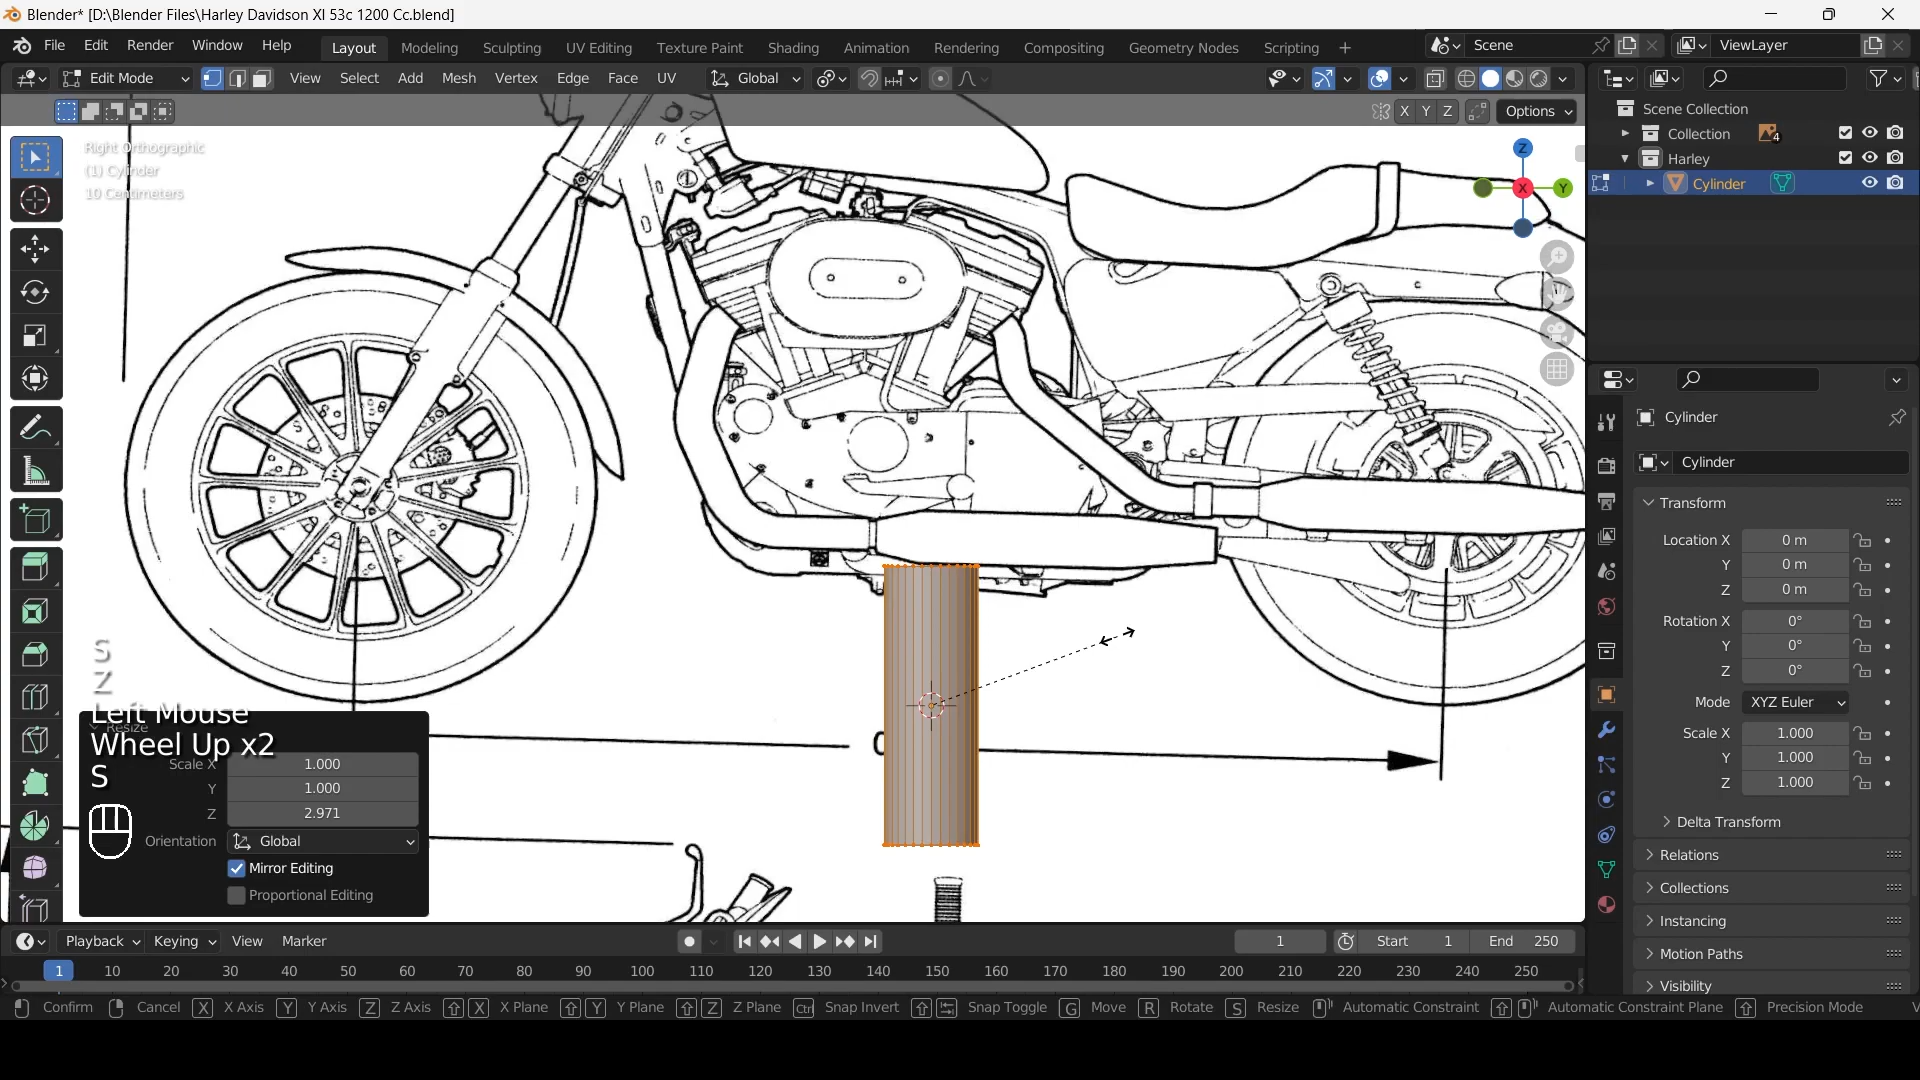 Blender* [D:\Blender Files\Harley Davidson Xl 53c 1200 Cc.blend]
File Edit Render Window Help
Layout Modeling Sculpting UV Editing Texture Paint Shading Animation Rendering Compositing Geometry Nodes Scripting +
Scene
ViewLayer
Edit Mode
View Select Add Mesh Vertex Edge Face UV
Global
X Y Z
Options
Right Orthographic
(1) Cylinder
10 Centimeters
Z
X
Y
Scene Collection
Collection 4
Harley
Cylinder
Cylinder
Cylinder
Transform
Location X 0 m
Y 0 m
Z 0 m
Rotation X 0°
Y 0°
Z 0°
Mode XYZ Euler
Scale X 1.000
Y 1.000
Z 1.000
Delta Transform
Relations
Collections
Instancing
Motion Paths
Visibility
S
Z
Left Mouse
Wheel Up x2
S
Resize
Scale X 1.000
Y 1.000
Z 2.971
Orientation Global
Mirror Editing
Proportional Editing
Playback Keying View Marker
1
Start 1
End 250
1 10 20 30 40 50 60 70 80 90 100 110 120 130 140 150 160 170 180 190 200 210 220 230 240 250
Confirm Cancel X X Axis Y Y Axis Z Z Axis X X Plane Y Y Plane Z Z Plane Ctrl Snap Invert Snap Toggle G Move R Rotate S Resize Automatic Constraint Automatic Constraint Plane Precision Mode